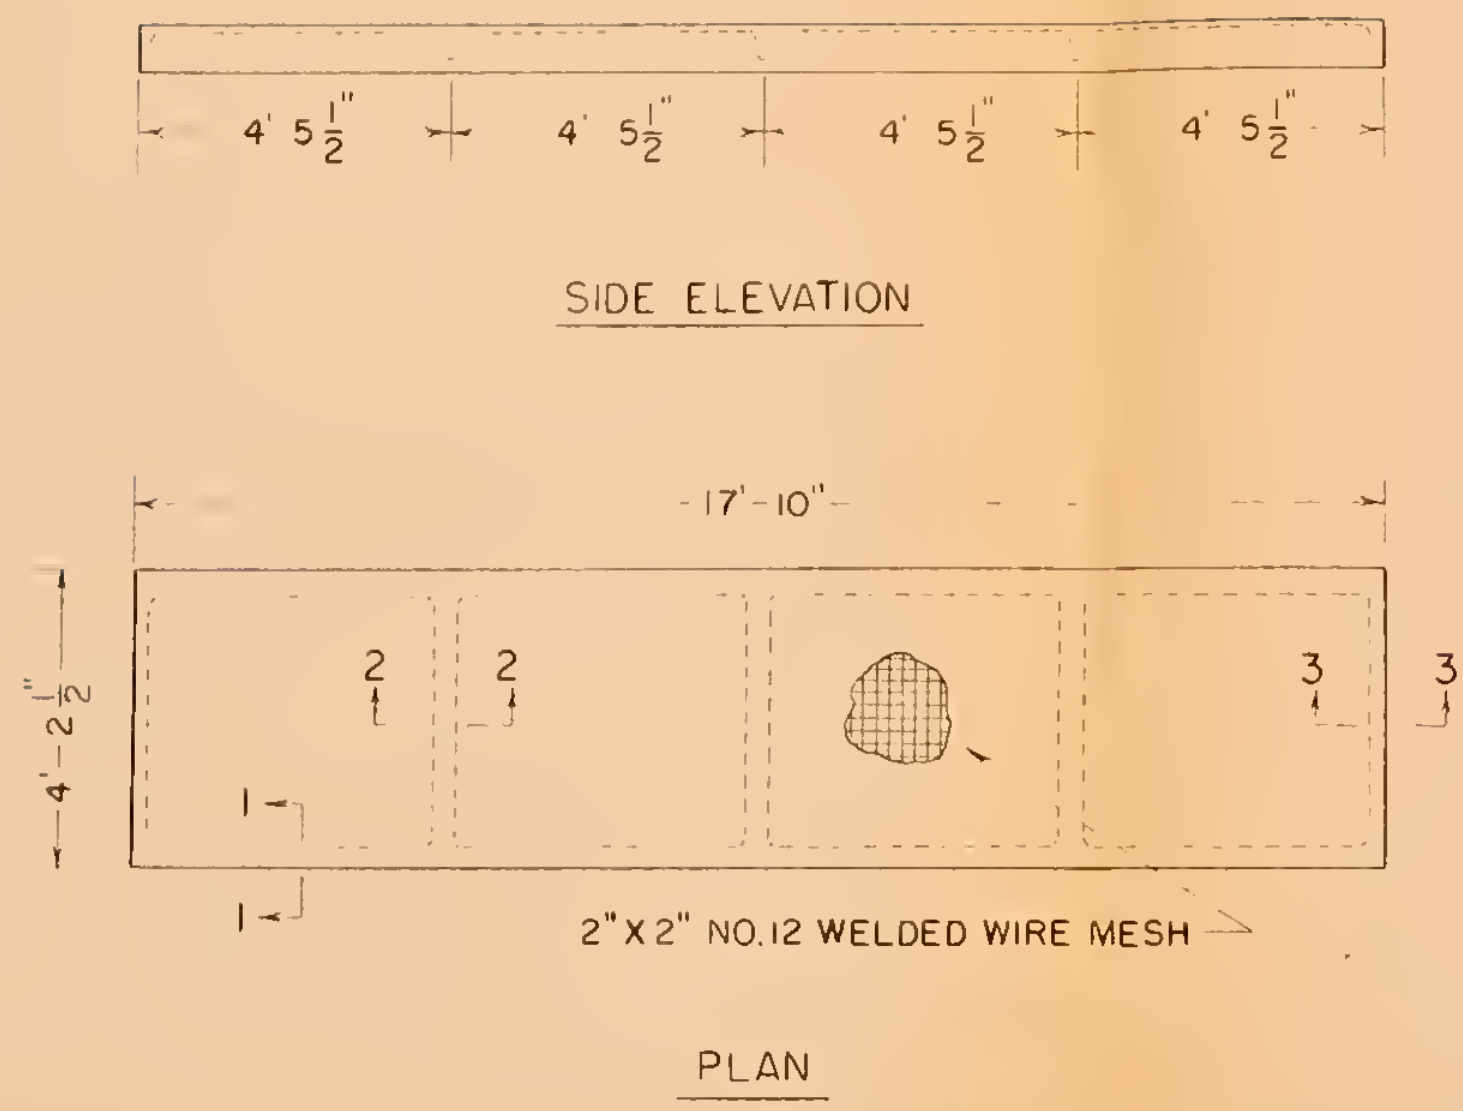 4' 5 1/2" 4' 5 1/2" 4' 5 1/2" 4' 5 1/2"
SIDE ELEVATION
17'-10"
4'-2 1/2"
2 2 3 3
1
1
2" X 2" NO. 12 WELDED WIRE MESH
PLAN